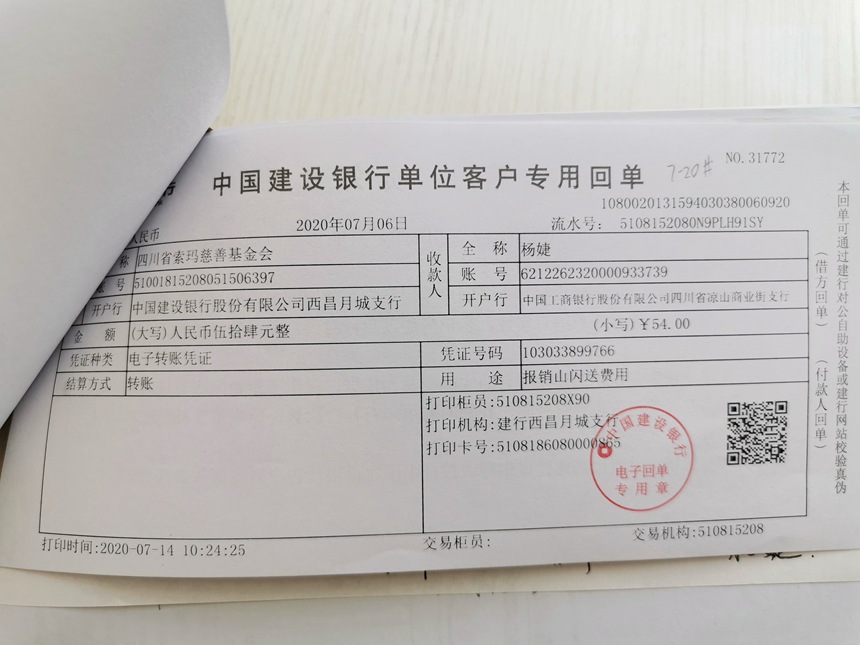 中国建设银行单位客户专用回单
7-20#
NO.31772
1080020131594030380060920
人民币
2020年07月06日
流水号: 5108152080N9PLH91SY
称 四川省索玛慈善基金会
号 51001815208051506397
开户行 中国建设银行股份有限公司西昌月城支行
收款人
全称 杨婕
账号 6212262320000933739
开户行 中国工商银行股份有限公司四川省凉山商业街支行
金额 (大写)人民币伍拾肆元整 (小写)￥54.00
凭证种类 电子转账凭证 凭证号码 103033899766
结算方式 转账 用途 报销山闪送费用
打印柜员:510815208X90
打印机构:建行西昌月城支行
打印卡号:5108186080000865
中国建设银行
电子回单
专用章
打印时间:2020-07-14 10:24:25 交易柜员: 交易机构:510815208
(借方回单)
(付款人回单)
本回单可通过建行对公自助设备或建行网站校验真伪